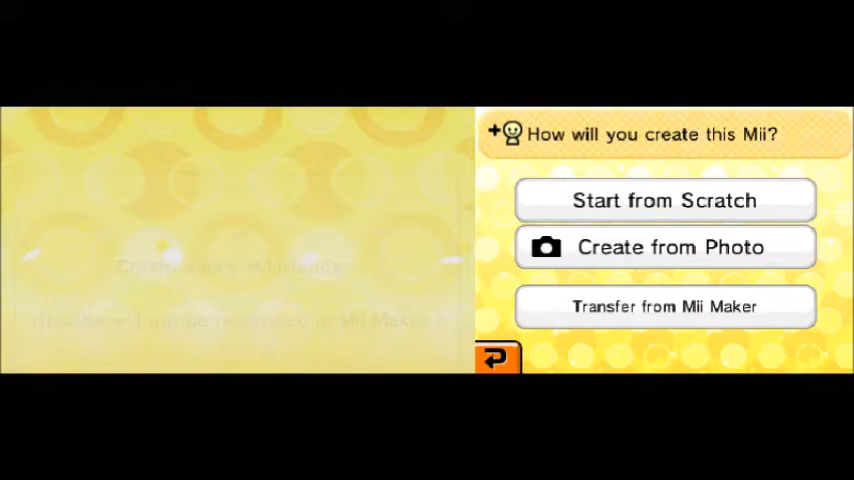 How will you create this Mii?
Start from Scratch
Create from Photo
Transfer from Mii Maker